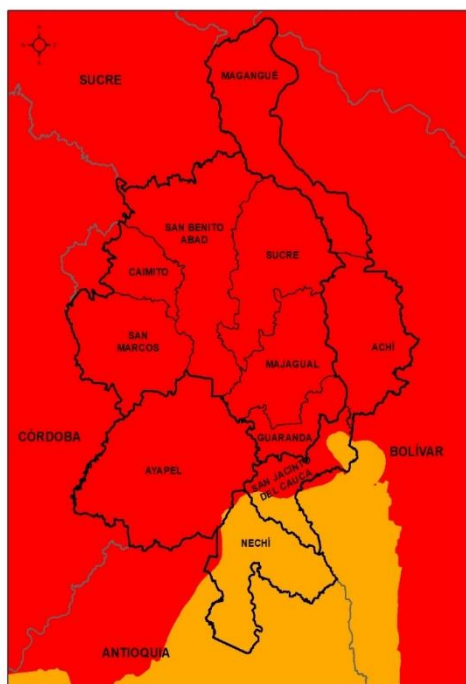 MAGANGUÉ
SUCRE
SAN BENITO
ABAD
SUCRE
CAIMITO
SAN
MARCOS
ACHÍ
MAJAGUAL
CÓRDOBA
GUARANDA
BOLÍVAR
AYAPEL
SAN JACINTO
DEL CAUCA
NECHÍ
ANTIOQUIA